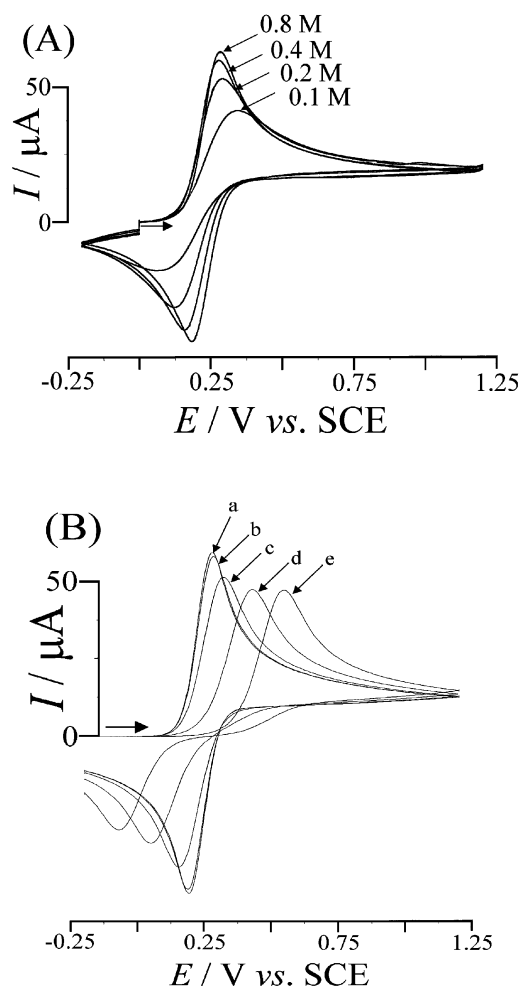 (A)
0.8 M
0.4 M
0.2 M
0.1 M
50
I / μA
0
-0.25
0.25
0.75
1.25
E / V vs. SCE
(B)
a
b
c
d
e
50
I / μA
0
-0.25
0.25
0.75
1.25
E / V vs. SCE